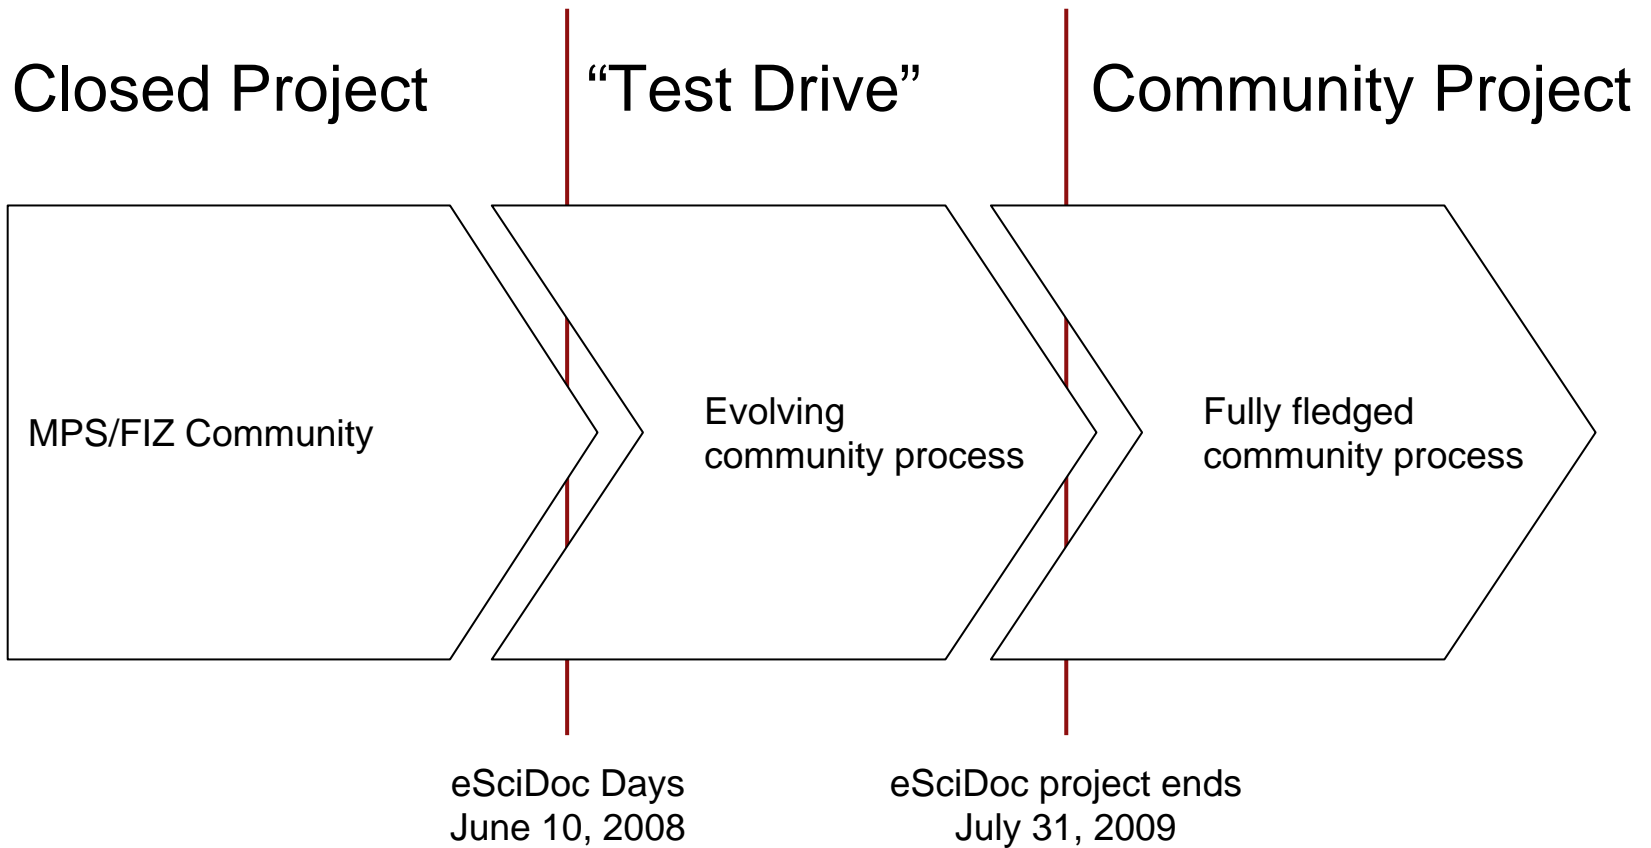 Closed Project
“Test Drive”
Community Project
MPS/FIZ Community
Evolving
community process
Fully fledged
community process
eSciDoc Days
June 10, 2008
eSciDoc project ends
July 31, 2009